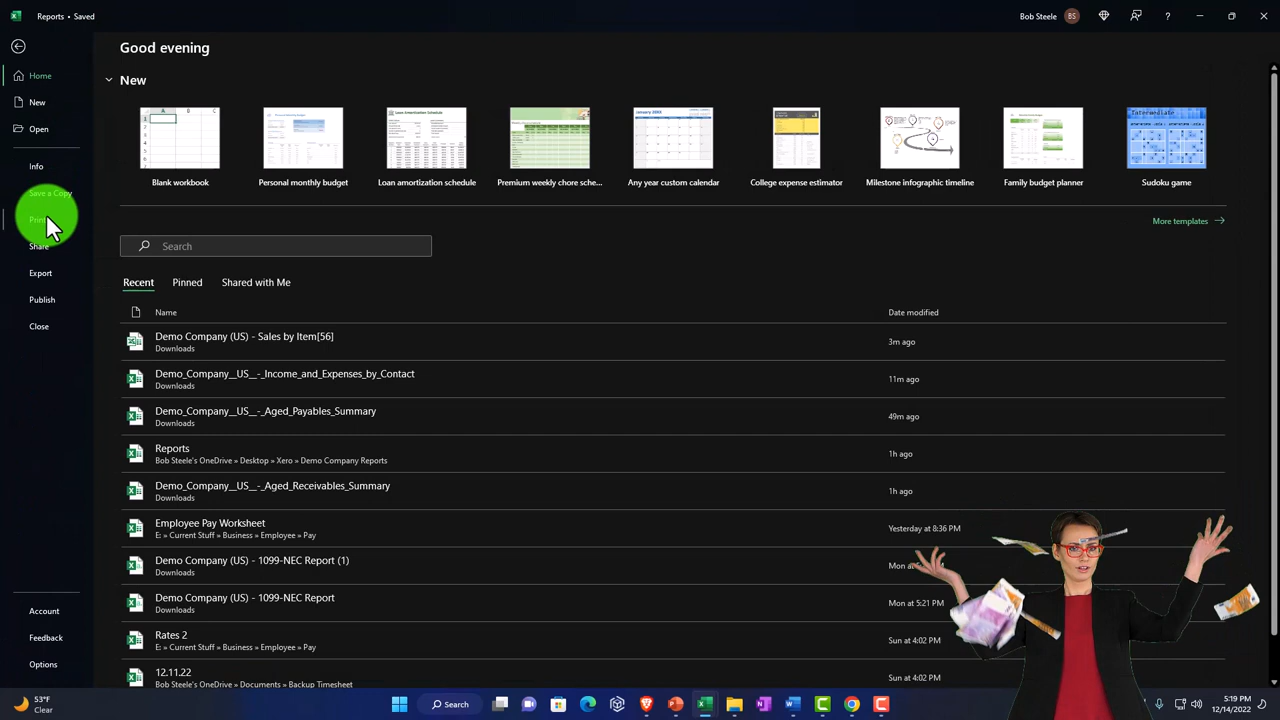 Reports • Saved
Bob Steele
BS
?
Good evening
Home
New
New
Open
Info
Save a Copy
Print
Share
Export
Publish
Close
Blank workbook
Personal monthly budget
Loan amortization schedule
Premium weekly chore sche...
Any year custom calendar
College expense estimator
Milestone infographic timeline
Family budget planner
Sudoku game
More templates
Search
Recent
Pinned
Shared with Me
Name
Date modified
Demo Company (US) - Sales by Item[56]
Downloads
3m ago
Demo_Company__US__-_Income_and_Expenses_by_Contact
Downloads
11m ago
Demo_Company__US__-_Aged_Payables_Summary
Downloads
49m ago
Reports
Bob Steele's OneDrive » Desktop » Xero » Demo Company Reports
1h ago
Demo_Company__US__-_Aged_Receivables_Summary
Downloads
1h ago
Employee Pay Worksheet
E: » Current Stuff » Business » Employee » Pay
Yesterday at 8:36 PM
Demo Company (US) - 1099-NEC Report (1)
Downloads
Mon at
Demo Company (US) - 1099-NEC Report
Downloads
Mon at 5:21 PM
Rates 2
E: » Current Stuff » Business » Employee » Pay
Sun at 4:02 PM
12.11.22
Bob Steele's OneDrive » Documents » Backup Timesheet
Sun at 4:02 PM
Account
Feedback
Options
53°F
Clear
Search
5:19 PM
12/14/2022